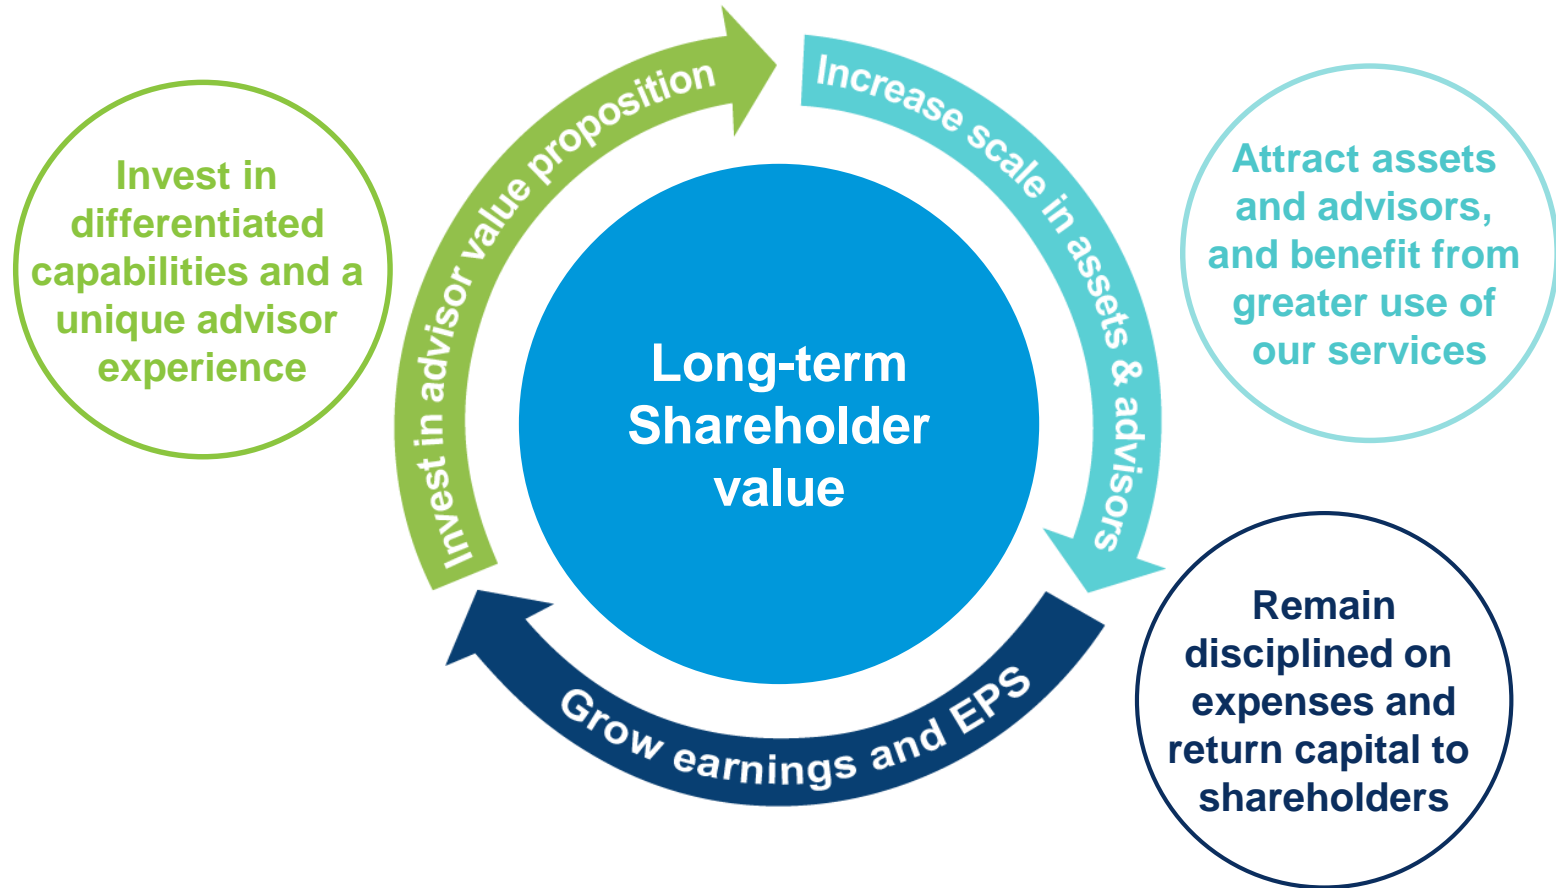 Invest in advisor value proposition
Increase scale in assets & advisors
Grow earnings and EPS
Long-term
Shareholder
value
Invest in
differentiated
capabilities and a
unique advisor
experience
Attract assets
and advisors,
and benefit from
greater use of
our services
Remain
disciplined on
expenses and
return capital to
shareholders